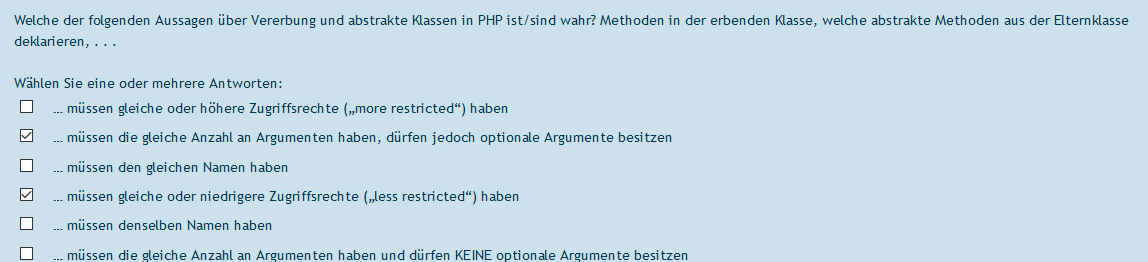 Welche der folgenden Aussagen über Vererbung und abstrakte Klassen in PHP ist/sind wahr? Methoden in der erbenden Klasse, welche abstrakte Methoden aus der Elternklasse
deklarieren, . . .
Wählen Sie eine oder mehrere Antworten:
... müssen gleiche oder höhere Zugriffsrechte („more restricted“) haben
... müssen die gleiche Anzahl an Argumenten haben, dürfen jedoch optionale Argumente besitzen
... müssen den gleichen Namen haben
... müssen gleiche oder niedrigere Zugriffsrechte („less restricted“) haben
... müssen denselben Namen haben
... müssen die gleiche Anzahl an Argumenten haben und dürfen KEINE optionale Argumente besitzen